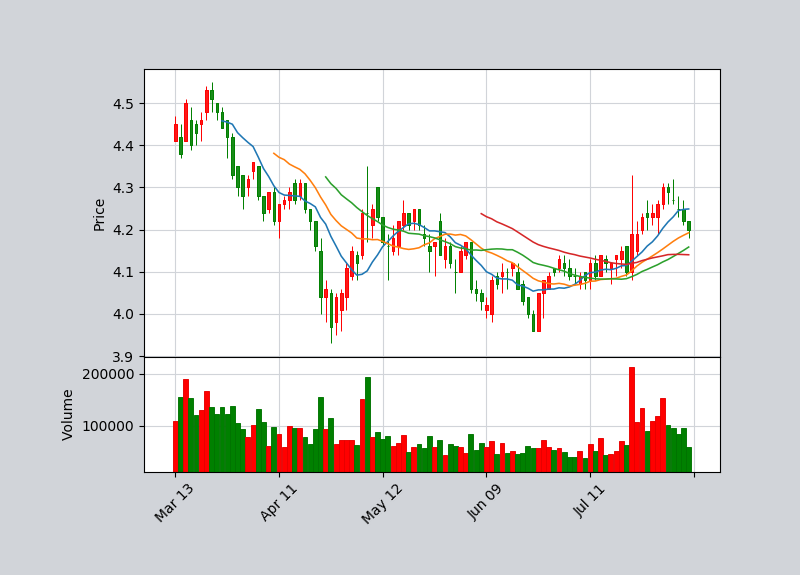 4.5
4.4
4.3
4.2
4.1
4.0
3.9
Price
200000
100000
Volume
Mar 13
Apr 11
May 12
Jun 09
Jul 11